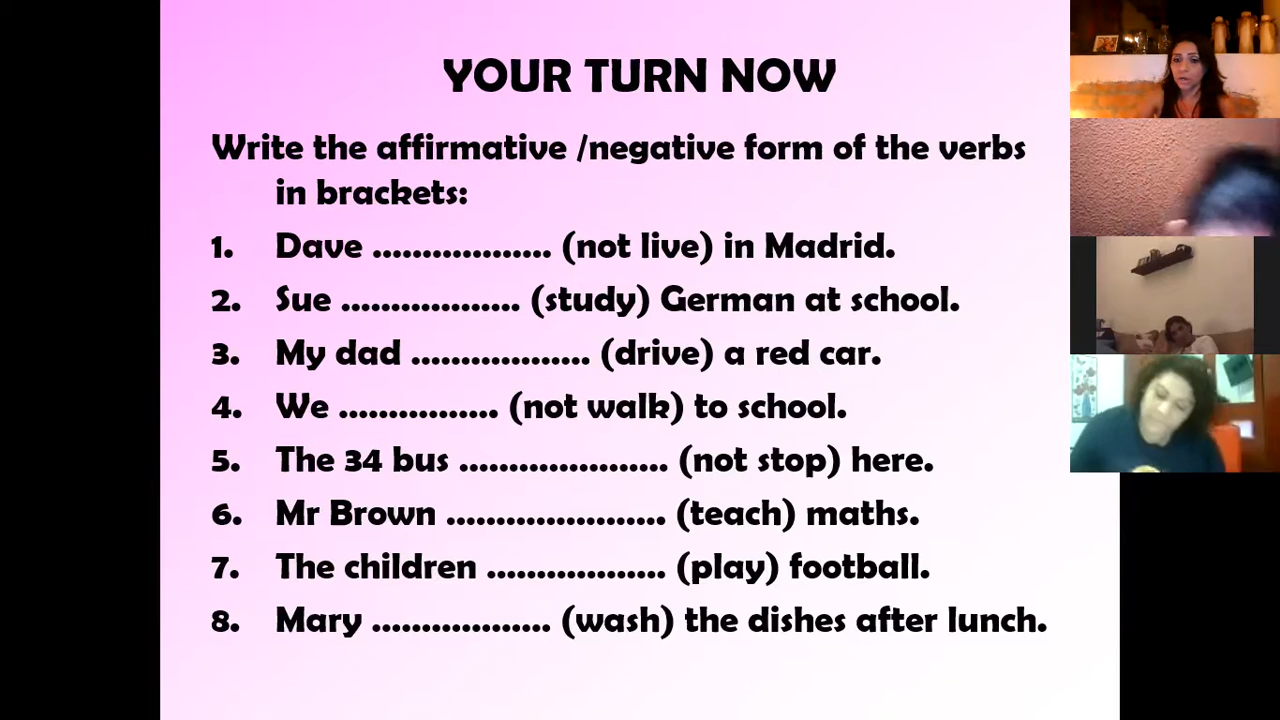 YOUR TURN NOW
Write the affirmative /negative form of the verbs
in brackets:
1. Dave .................. (not live) in Madrid.
2. Sue .................. (study) German at school.
3. My dad .................. (drive) a red car.
4. We ................ (not walk) to school.
5. The 34 bus ..................... (not stop) here.
6. Mr Brown ...................... (teach) maths.
7. The children .................. (play) football.
8. Mary .................. (wash) the dishes after lunch.